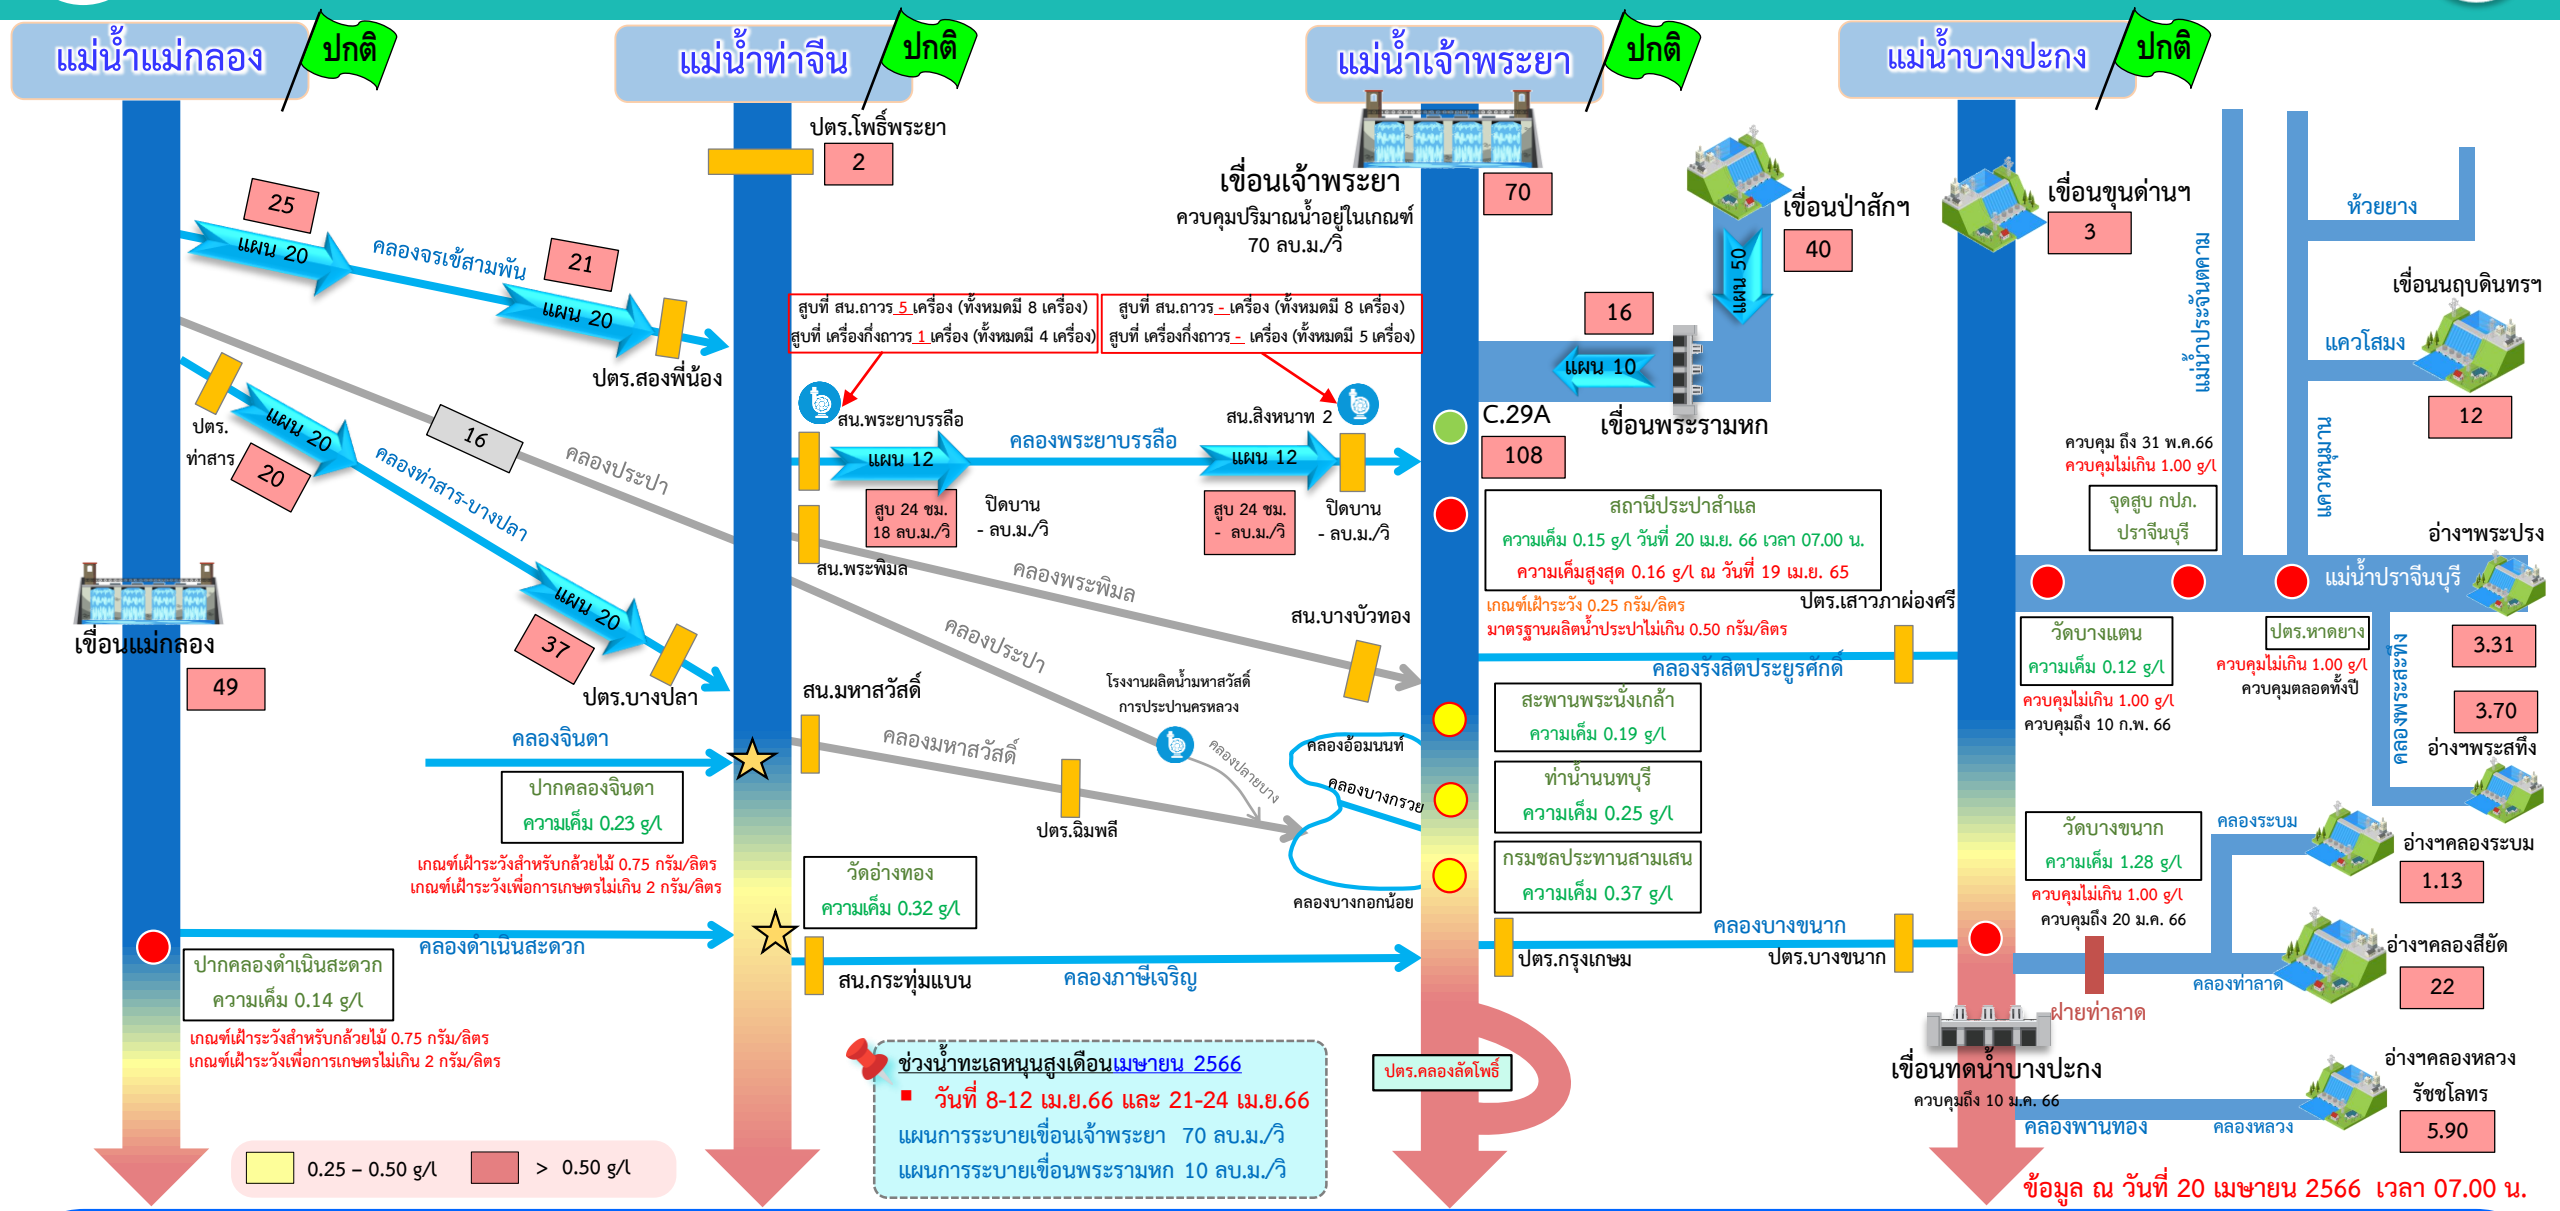 แม่น้ำแม่กลอง
ปกติ
แม่น้ำท่าจีน
ปกติ
แม่น้ำเจ้าพระยา
ปกติ
แม่น้ำบางปะกง
ปกติ
25
แผน 20
คลองจรเข้สามพัน
21
แผน 20
ปตร.สองพี่น้อง
ปตร.
ท่าสาร
แผน 20
20
คลองท่าสาร-บางปลา
16
คลองประปา
แผน 20
37
ปตร.บางปลา
เขื่อนแม่กลอง
49
คลองจินดา
ปากคลองจินดา
ความเค็ม 0.23 g/l
เกณฑ์เฝ้าระวังสำหรับกล้วยไม้ 0.75 กรัม/ลิตร
เกณฑ์เฝ้าระวังเพื่อการเกษตรไม่เกิน 2 กรัม/ลิตร
คลองดำเนินสะดวก
ปากคลองดำเนินสะดวก
ความเค็ม 0.14 g/l
เกณฑ์เฝ้าระวังสำหรับกล้วยไม้ 0.75 กรัม/ลิตร
เกณฑ์เฝ้าระวังเพื่อการเกษตรไม่เกิน 2 กรัม/ลิตร
0.25 – 0.50 g/l
> 0.50 g/l
ปตร.โพธิ์พระยา
2
สูบที่ สน.ถาวร 5 เครื่อง (ทั้งหมดมี 8 เครื่อง)
สูบที่ เครื่องกึ่งถาวร 1 เครื่อง (ทั้งหมดมี 4 เครื่อง)
สูบที่ สน.ถาวร - เครื่อง (ทั้งหมดมี 8 เครื่อง)
สูบที่ เครื่องกึ่งถาวร - เครื่อง (ทั้งหมดมี 5 เครื่อง)
สน.พระยาบรรลือ
แผน 12
คลองพระยาบรรลือ
สน.สิงหนาท 2
แผน 12
สูบ 24 ชม.
18 ลบ.ม./วิ
ปิดบาน
- ลบ.ม./วิ
สูบ 24 ชม.
- ลบ.ม./วิ
ปิดบาน
- ลบ.ม./วิ
สน.พระพิมล
คลองพระพิมล
สน.บางบัวทอง
คลองประปา
โรงงานผลิตน้ำมหาสวัสดิ์
การประปานครหลวง
สน.มหาสวัสดิ์
คลองมหาสวัสดิ์
ปตร.ฉิมพลี
คลองปลายบาง
คลองอ้อมนนท์
คลองบางกรวย
คลองบางกอกน้อย
วัดอ่างทอง
ความเค็ม 0.32 g/l
สน.กระทุ่มแบน
คลองภาษีเจริญ
ช่วงน้ำทะเลหนุนสูงเดือนเมษายน 2566
วันที่ 8-12 เม.ย.66 และ 21-24 เม.ย.66
แผนการระบายเขื่อนเจ้าพระยา 70 ลบ.ม./วิ
แผนการระบายเขื่อนพระรามหก 10 ลบ.ม./วิ
เขื่อนเจ้าพระยา
ควบคุมปริมาณน้ำอยู่ในเกณฑ์
70 ลบ.ม./วิ
70
เขื่อนป่าสักฯ
40
แผน 50
16
แผน 10
เขื่อนพระรามหก
C.29A
108
สถานีประปาสำแล
ความเค็ม 0.15 g/l วันที่ 20 เม.ย. 66 เวลา 07.00 น.
ความเค็มสูงสุด 0.16 g/l ณ วันที่ 19 เม.ย. 65
เกณฑ์เฝ้าระวัง 0.25 กรัม/ลิตร
มาตรฐานผลิตน้ำประปาไม่เกิน 0.50 กรัม/ลิตร
ปตร.เสาวภาผ่องศรี
คลองรังสิตประยูรศักดิ์
สะพานพระนั่งเกล้า
ความเค็ม 0.19 g/l
ท่าน้ำนนทบุรี
ความเค็ม 0.25 g/l
กรมชลประทานสามเสน
ความเค็ม 0.37 g/l
คลองบางขนาก
ปตร.กรุงเกษม
ปตร.บางขนาก
ปตร.คลองลัดโพธิ์
เขื่อนขุนด่านฯ
3
แม่น้ำประจันตคาม
ห้วยยาง
เขื่อนนฤบดินทรฯ
แควโสมง
12
แควหนุมาน
ควบคุม ถึง 31 พ.ค.66
ควบคุมไม่เกิน 1.00 g/l
จุดสูบ กปภ.
ปราจีนบุรี
อ่างฯพระปรง
แม่น้ำปราจีนบุรี
3.31
วัดบางแตน
ความเค็ม 0.12 g/l
ควบคุมไม่เกิน 1.00 g/l
ควบคุมถึง 10 ก.พ. 66
ปตร.หาดยาง
ควบคุมไม่เกิน 1.00 g/l
ควบคุมตลอดทั้งปี
คลองพระสะทึง
3.70
อ่างฯพระสทึง
วัดบางขนาก
ความเค็ม 1.28 g/l
ควบคุมไม่เกิน 1.00 g/l
ควบคุมถึง 20 ม.ค. 66
คลองระบม
อ่างฯคลองระบม
1.13
อ่างฯคลองสียัด
22
คลองท่าลาด
ฝายท่าลาด
เขื่อนทดน้ำบางปะกง
ควบคุมถึง 10 ม.ค. 66
คลองพานทอง
คลองหลวง
อ่างฯคลองหลวง
รัชชโลทร
5.90
ข้อมูล ณ วันที่ 20 เมษายน 2566 เวลา 07.00 น.